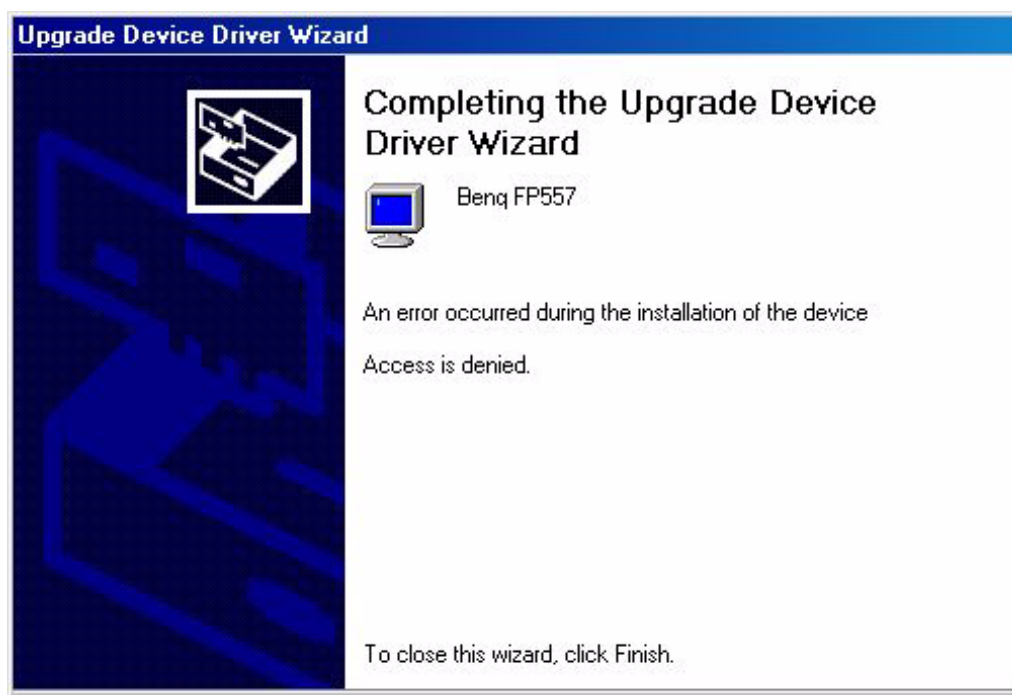 Upgrade Device Driver Wizard
Completing the Upgrade Device
Driver Wizard
Benq FP557
An error occurred during the installation of the device
Access is denied.
To close this wizard, click Finish.